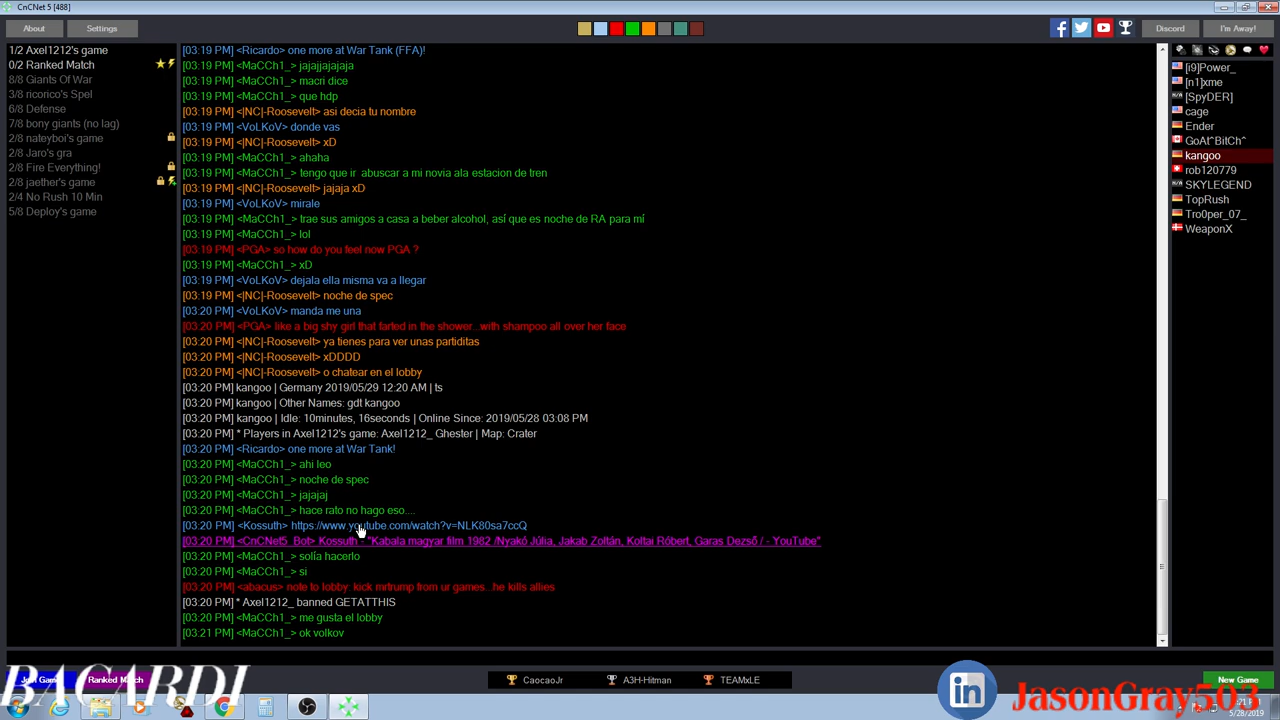 CnCNet 5 [488]
About
Settings
Discord
I'm Away!
1/2 Axel1212's game
0/2 Ranked Match
8/8 Giants Of War
3/8 riconco's Spel
6/8 Defense
7/8 bony giants (no lag)
2/8 nateyboi's game
2/8 Jaro's gra
2/8 Fire Everything!
2/8 jaether's game
2/4 No Rush 10 Min
5/8 Deploy's game
[03:19 PM] <Ricardo> one more at War Tank (FFA)!
[03:19 PM] <MaCCh1_> jajajjajajaja
[03:19 PM] <MaCCh1_> macri dice
[03:19 PM] <MaCCh1_> que hdp
[03:19 PM] <|NC|-Roosevelt> asi decia tu nombre
[03:19 PM] <VoLKoV> donde vas
[03:19 PM] <|NC|-Roosevelt> xD
[03:19 PM] <MaCCh1_> ahaha
[03:19 PM] <MaCCh1_> tengo que ir  abuscar a mi novia ala estacion de tren
[03:19 PM] <|NC|-Roosevelt> jajaja xD
[03:19 PM] <VoLKoV> mirale
[03:19 PM] <MaCCh1_> trae sus amigos a casa a beber alcohol, así que es noche de RA para mí
[03:19 PM] <MaCCh1_> lol
[03:19 PM] <PGA> so how do you feel now PGA ?
[03:19 PM] <MaCCh1_> xD
[03:19 PM] <VoLKoV> dejala ella misma va a llegar
[03:19 PM] <|NC|-Roosevelt> noche de spec
[03:20 PM] <VoLKoV> manda me una
[03:20 PM] <PGA> like a big shy girl that farted in the shower...with shampoo all over her face
[03:20 PM] <|NC|-Roosevelt> ya tienes para ver unas partiditas
[03:20 PM] <|NC|-Roosevelt> xDDDD
[03:20 PM] <|NC|-Roosevelt> o chatear en el lobby
[03:20 PM] kangoo | Germany 2019/05/29 12:20 AM | ts
[03:20 PM] kangoo | Other Names: gdt kangoo
[03:20 PM] kangoo | Idle: 10minutes, 16seconds | Online Since: 2019/05/28 03:08 PM
[03:20 PM] * Players in Axel1212's game: Axel1212_ Ghester | Map: Crater
[03:20 PM] <Ricardo> one more at War Tank!
[03:20 PM] <MaCCh1_> ahi leo
[03:20 PM] <MaCCh1_> noche de spec
[03:20 PM] <MaCCh1_> jajajaj
[03:20 PM] <MaCCh1_> hace rato no hago eso....
[03:20 PM] <Kossuth> https://www.youtube.com/watch?v=NLK80sa7ccQ
[03:20 PM] <CnCNet5_Bot> Kossuth - "Kabala magyar film 1982 /Nyakó Júlia, Jakab Zoltán, Koltai Róbert, Garas Dezső / - YouTube"
[03:20 PM] <MaCCh1_> solía hacerlo
[03:20 PM] <MaCCh1_> si
[03:20 PM] <abacus> note to lobby: kick mrtrump from ur games...he kills allies
[03:20 PM] * Axel1212_ banned GETATTHIS
[03:20 PM] <MaCCh1_> me gusta el lobby
[03:21 PM] <MaCCh1_> ok volkov
[i9]Power_
[n1]xme
[SpyDER]
cage
Ender
GoAt^BitCh^
kangoo
rob120779
SKYLEGEND
TopRush
Tro0per_07_
WeaponX
Join Game
Ranked Match
CaocaoJr
A3H-Hitman
TEAMxLE
New Game
BACARDI
in JasonGray503
5/28/2019